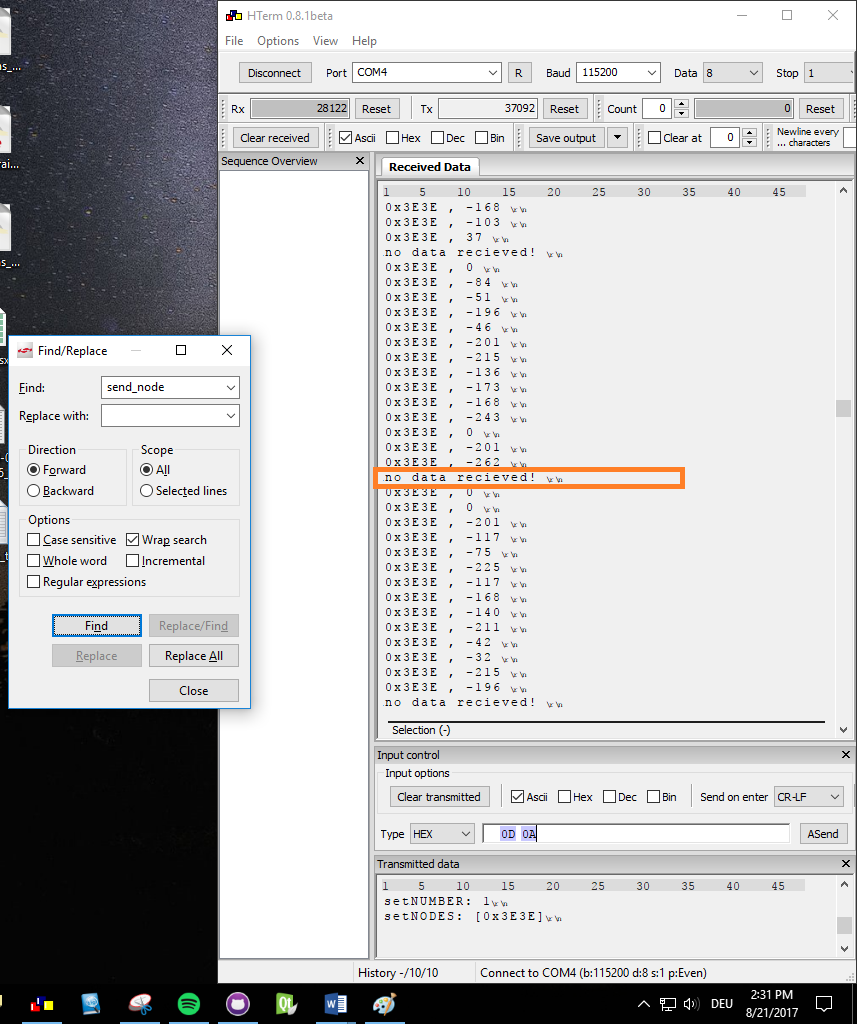 HTerm 0.8.1beta
File Options View Help
Disconnect Port COM4 R Baud 115200 Data 8 Stop 1
Rx 28122 Reset Tx 37092 Reset Count 0 0 Reset
Clear received Ascii Hex Dec Bin Save output Clear at 0 Newline every
... characters
Sequence Overview
Received Data
1 5 10 15 20 25 30 35 40 45
0x3E3E , -168 \r\n
0x3E3E , -103 \r\n
0x3E3E , 37 \r\n
no data recieved! \r\n
0x3E3E , 0 \r\n
0x3E3E , -84 \r\n
0x3E3E , -51 \r\n
0x3E3E , -196 \r\n
0x3E3E , -46 \r\n
0x3E3E , -201 \r\n
0x3E3E , -215 \r\n
0x3E3E , -136 \r\n
0x3E3E , -173 \r\n
0x3E3E , -168 \r\n
0x3E3E , -243 \r\n
0x3E3E , 0 \r\n
0x3E3E , -201 \r\n
0x3E3E , -262 \r\n
no data recieved! \r\n
0x3E3E , 0 \r\n
0x3E3E , 0 \r\n
0x3E3E , -201 \r\n
0x3E3E , -117 \r\n
0x3E3E , -75 \r\n
0x3E3E , -225 \r\n
0x3E3E , -117 \r\n
0x3E3E , -168 \r\n
0x3E3E , -140 \r\n
0x3E3E , -211 \r\n
0x3E3E , -42 \r\n
0x3E3E , -32 \r\n
0x3E3E , -215 \r\n
0x3E3E , -196 \r\n
no data recieved! \r\n
Selection (-)
Find/Replace
Find: send_node
Replace with:
Direction
Forward
Backward
Scope
All
Selected lines
Options
Case sensitive Wrap search
Whole word Incremental
Regular expressions
Find Replace/Find
Replace Replace All
Close
Input control
Input options
Clear transmitted Ascii Hex Dec Bin Send on enter CR-LF
Type HEX 0D 0A ASend
Transmitted data
1 5 10 15 20 25 30 35 40 45
setNUMBER: 1\r\n
setNODES: [0x3E3E]\r\n
History -/10/10 Connect to COM4 (b:115200 d:8 s:1 p:Even)
DEU
2:31 PM
8/21/2017